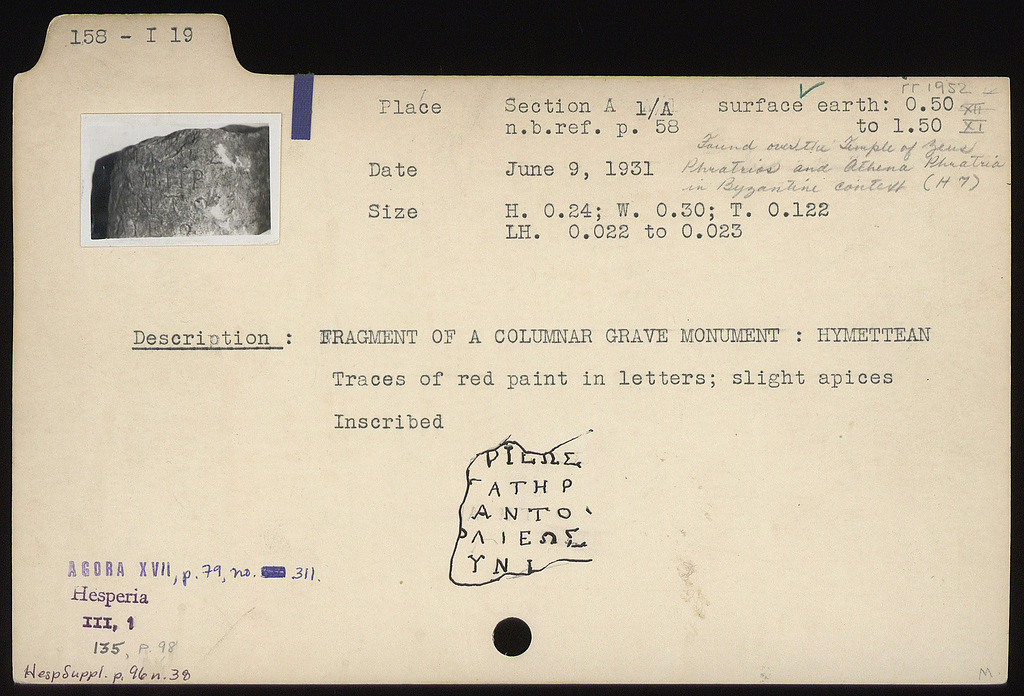 158 - I 19
rr 1952
Place Section A 1/A surface earth: 0.50 XII
n.b.ref. p. 58 to 1.50 XI
Found over the Temple of Zeus
Date June 9, 1931 Phratrios and Athena Phratria
in Byzantine context (H 7)
Size H. 0.24; W. 0.30; T. 0.122
LH. 0.022 to 0.023
Description : FRAGMENT OF A COLUMNAR GRAVE MONUMENT : HYMETTEAN
Traces of red paint in letters; slight apices
Inscribed
ΡΙΕΩΣ
ΓΑΤΗΡ
ΑΝΤΟ
ΛΙΕΩΣ
ΥΝΙ
AGORA XVII, p. 79, no. 311.
Hesperia
III, 1
135, P. 98
HespSuppl. p. 96 n. 38
M.